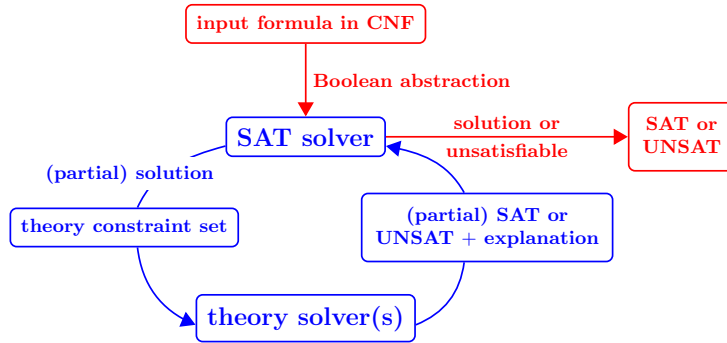 input formula in CNF
Boolean abstraction
SAT solver
solution or
unsatisfiable
SAT or
UNSAT
(partial) solution
theory constraint set
(partial) SAT or
UNSAT + explanation
theory solver(s)